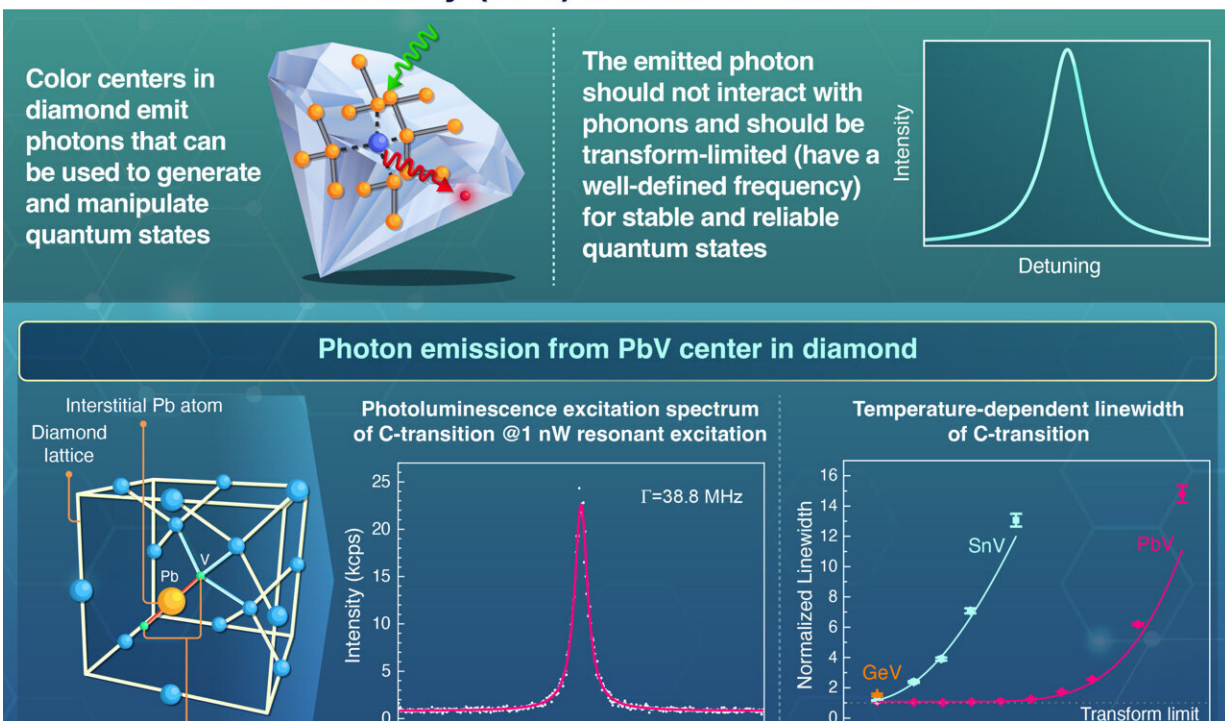 Color centers in
diamond emit
photons that can
be used to generate
and manipulate
quantum states
The emitted photon
should not interact with
phonons and should be
transform-limited (have a
well-defined frequency)
for stable and reliable
quantum states
Intensity
Detuning
Photon emission from PbV center in diamond
Interstitial Pb atom
Diamond
lattice
V
Pb
Photoluminescence excitation spectrum
of C-transition @1 nW resonant excitation
Intensity (kcps)
25
20
15
10
5
0
Γ=38.8 MHz
Temperature-dependent linewidth
of C-transition
Normalized Linewidth
16
14
12
10
8
6
4
2
1
0
SnV
PbV
GeV
Transform limit